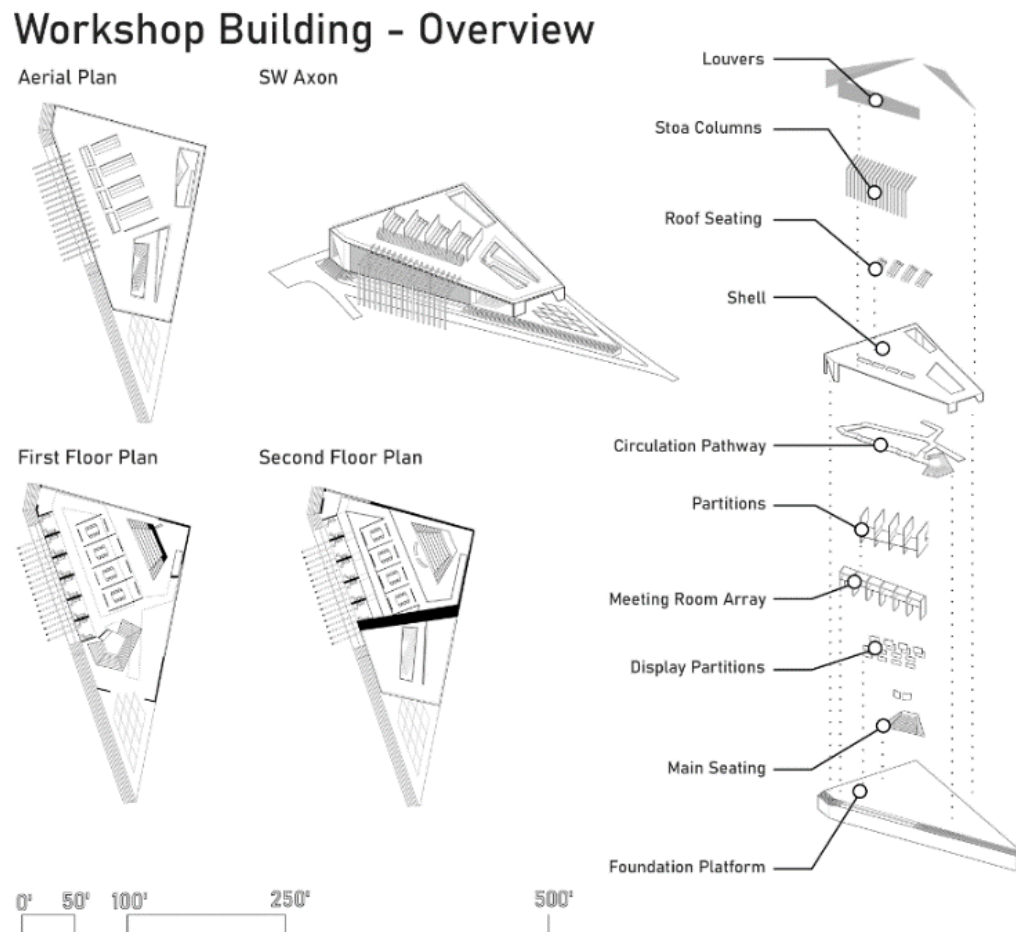 Workshop Building - Overview
Aerial Plan
SW Axon
First Floor Plan
Second Floor Plan
Louvers
Stoa Columns
Roof Seating
Shell
Circulation Pathway
Partitions
Meeting Room Array
Display Partitions
Main Seating
Foundation Platform
0' 50' 100' 250' 500'